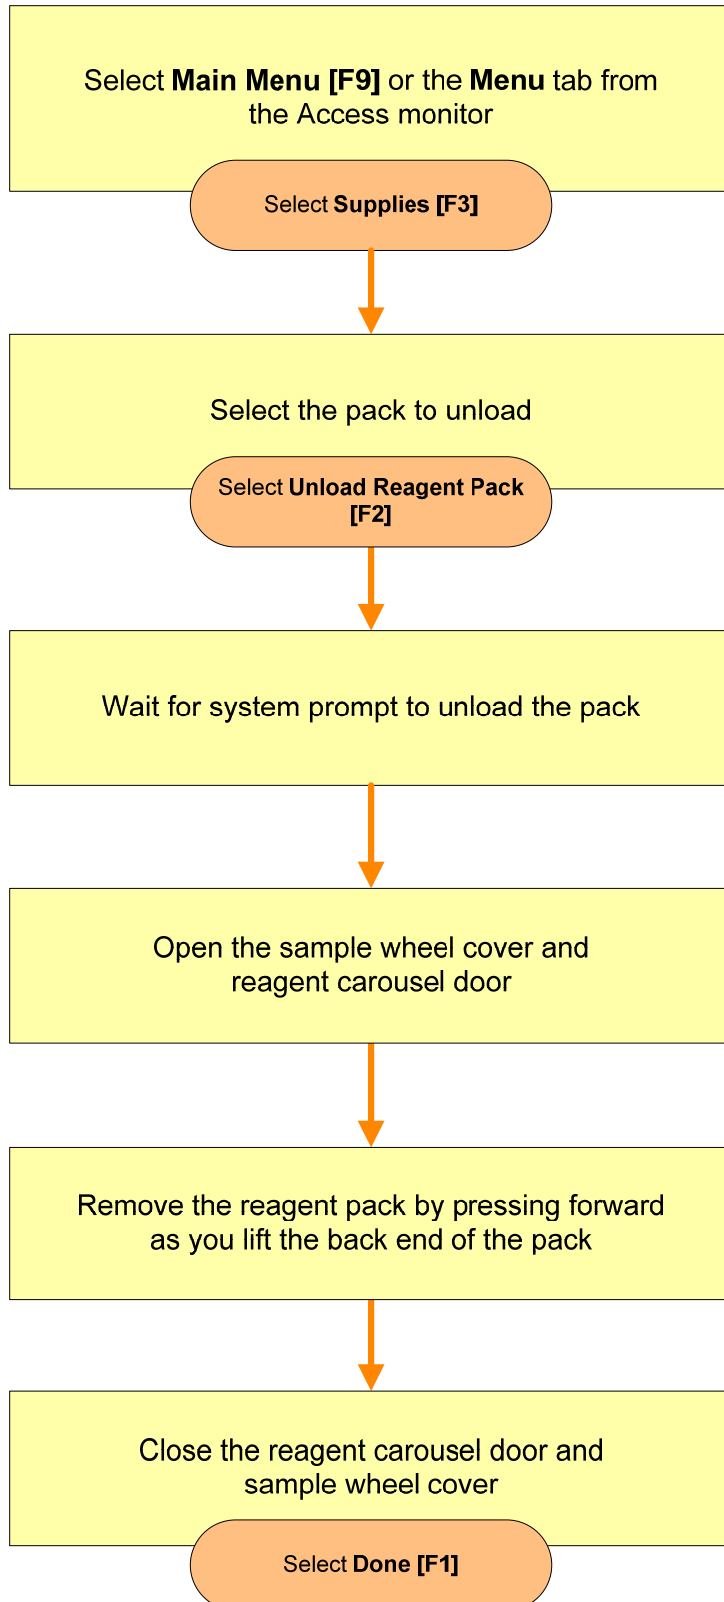 Select Main Menu [F9] or the Menu tab from
the Access monitor
Select Supplies [F3]
Select the pack to unload
Select Unload Reagent Pack
[F2]
Wait for system prompt to unload the pack
Open the sample wheel cover and
reagent carousel door
Remove the reagent pack by pressing forward
as you lift the back end of the pack
Close the reagent carousel door and
sample wheel cover
Select Done [F1]